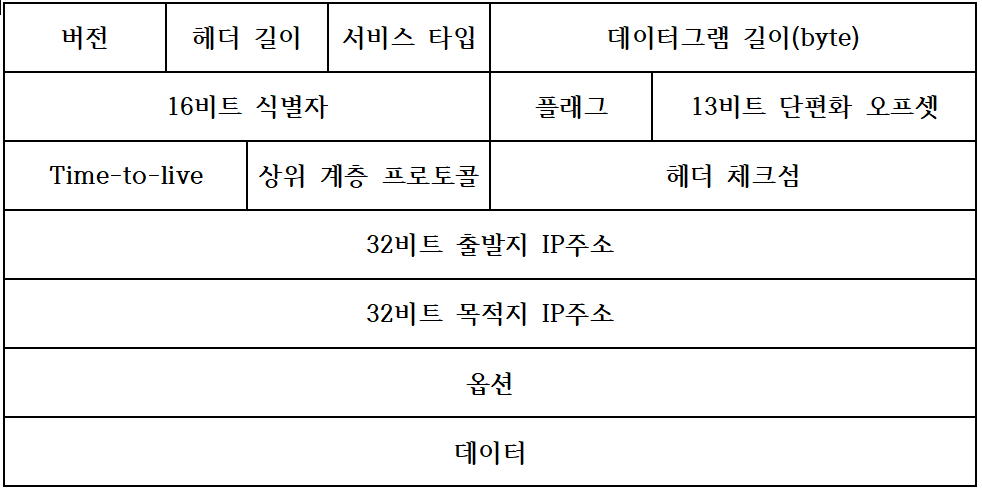 버전 헤더 길이 서비스 타입 데이터그램 길이(byte)
16비트 식별자 플래그 13비트 단편화 오프셋
Time-to-live 상위 계층 프로토콜 헤더 체크섬
32비트 출발지 IP주소
32비트 목적지 IP주소
옵션
데이터